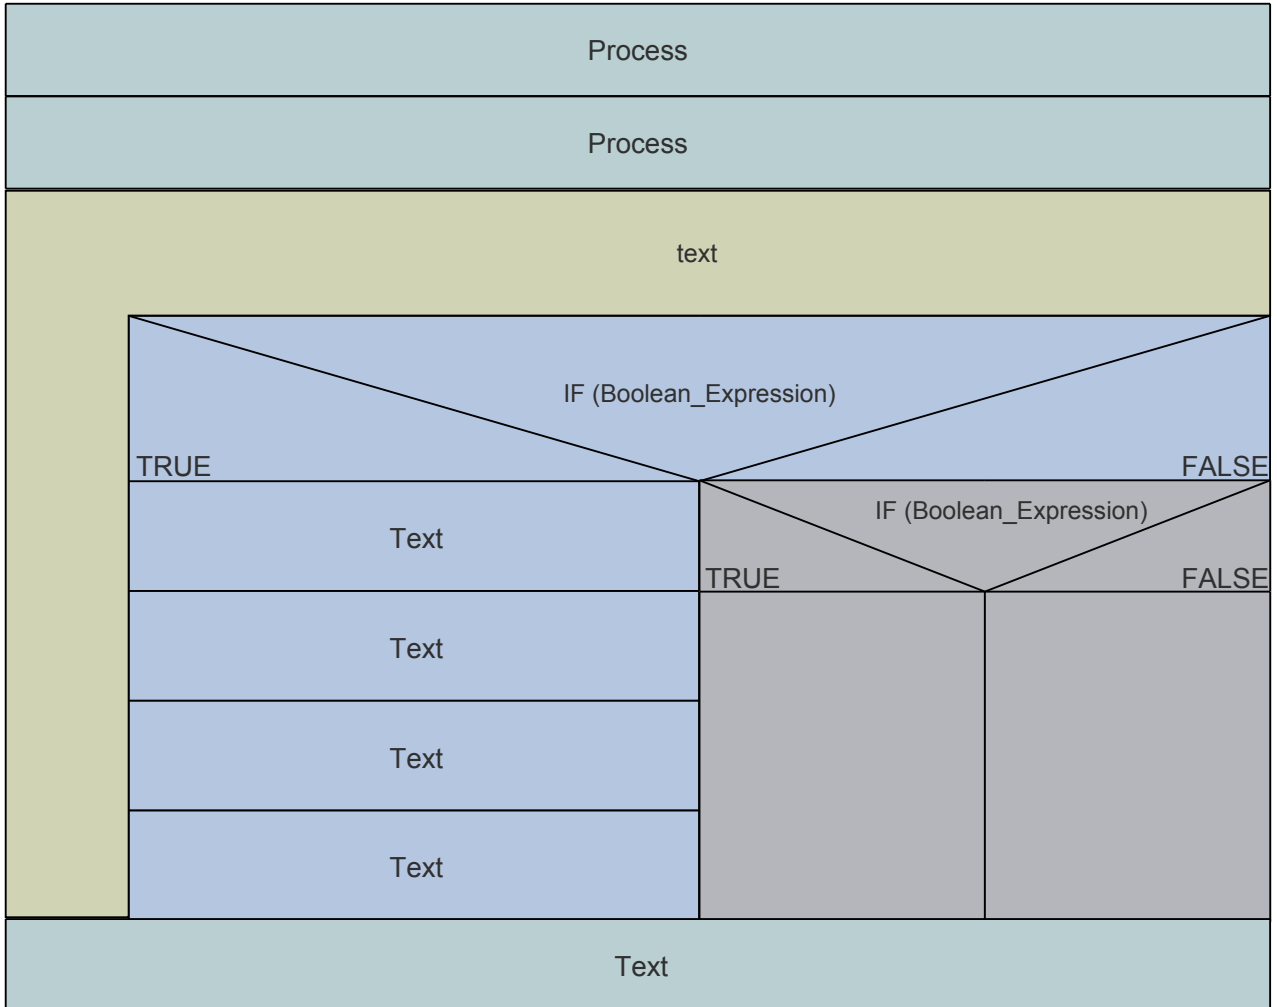 Process
Process
text
IF (Boolean_Expression)
TRUE
FALSE
IF (Boolean_Expression)
TRUE
FALSE
Text
Text
Text
Text
Text